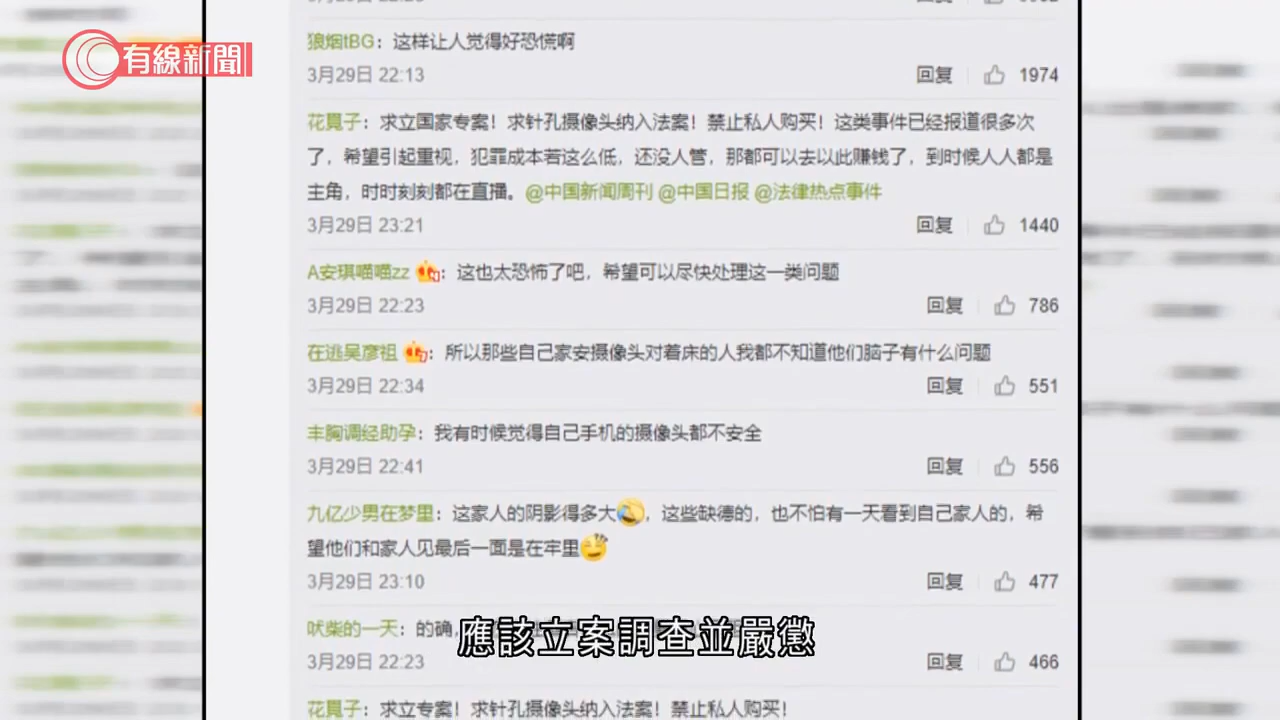 有線新聞
狼烟tBG：这样让人觉得好恐慌啊
3月29日 22:13
回复 1974
花覓子：求立国家专案！求针孔摄像头纳入法案！禁止私人购买！这类事件已经报道很多次
了，希望引起重视，犯罪成本若这么低，还没人管，那都可以去以此赚钱了，到时候人人都是
主角，时时刻刻都在直播。@中国新闻周刊 @中国日报 @法律热点事件
3月29日 23:21
回复 1440
A安琪喵喵zz：这也太恐怖了吧，希望可以尽快处理这一类问题
3月29日 22:23
回复 786
在逃吴彦祖：所以那些自己家安摄像头对着床的人我都不知道他们脑子有什么问题
3月29日 22:34
回复 551
丰胸调经助孕：我有时候觉得自己手机的摄像头都不安全
3月29日 22:41
回复 556
九亿少男在梦里：这家人的阴影得多大，这些缺德的，也不怕有一天看到自己家人的，希
望他们和家人见最后一面是在牢里
3月29日 23:10
回复 477
吠柴的一天：的确，
應該立案調查並嚴懲
3月29日 22:23
回复 466
花覓子：求立专案！求针孔摄像头纳入法案！禁止私人购买！